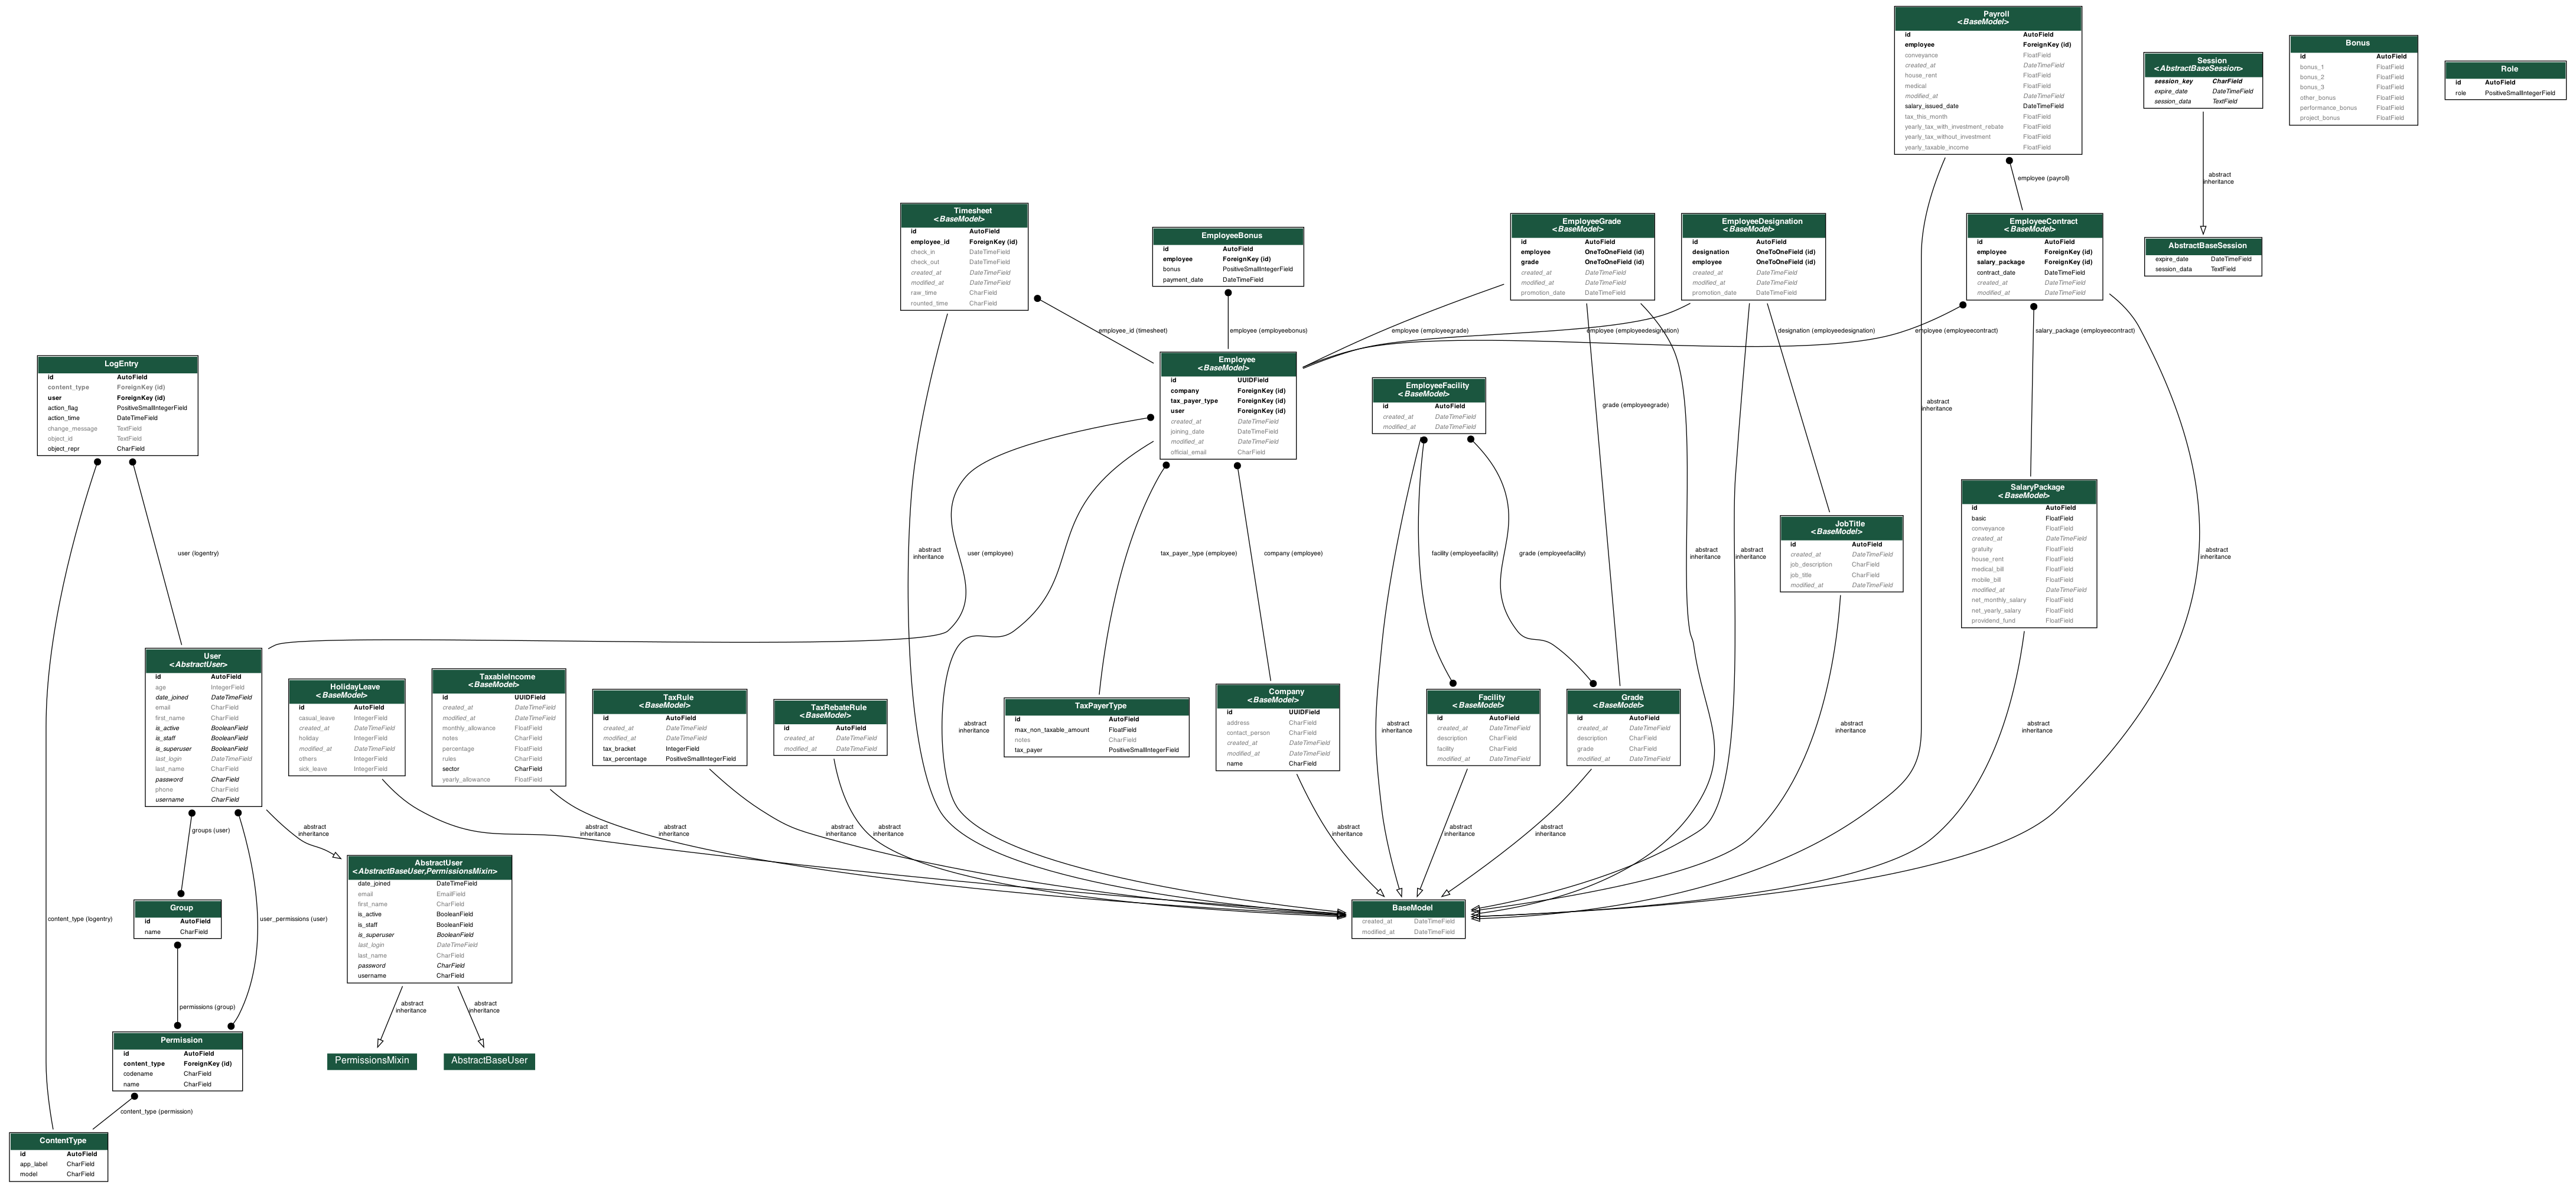 Payroll
<BaseModel>
id AutoField
employee ForeignKey (id)
conveyance FloatField
created_at DateTimeField
house_rent FloatField
medical FloatField
modified_at DateTimeField
salary_issued_date DateTimeField
tax_this_month FloatField
yearly_tax_with_investment_rebate FloatField
yearly_tax_without_investment FloatField
yearly_taxable_income FloatField
Session
<AbstractBaseSession>
session_key CharField
expire_date DateTimeField
session_data TextField
Bonus
id AutoField
bonus_1 FloatField
bonus_2 FloatField
bonus_3 FloatField
other_bonus FloatField
performance_bonus FloatField
project_bonus FloatField
Role
id AutoField
role PositiveSmallIntegerField
employee (payroll)
abstract
inheritance
Timesheet
<BaseModel>
id AutoField
employee_id ForeignKey (id)
check_in DateTimeField
check_out DateTimeField
created_at DateTimeField
modified_at DateTimeField
raw_time CharField
rounted_time CharField
EmployeeBonus
id AutoField
employee ForeignKey (id)
bonus PositiveSmallIntegerField
payment_date DateTimeField
EmployeeGrade
<BaseModel>
id AutoField
employee OneToOneField (id)
grade OneToOneField (id)
created_at DateTimeField
modified_at DateTimeField
promotion_date DateTimeField
EmployeeDesignation
<BaseModel>
id AutoField
designation OneToOneField (id)
employee OneToOneField (id)
created_at DateTimeField
modified_at DateTimeField
promotion_date DateTimeField
EmployeeContract
<BaseModel>
id AutoField
employee ForeignKey (id)
salary_package ForeignKey (id)
contract_date DateTimeField
created_at DateTimeField
modified_at DateTimeField
AbstractBaseSession
expire_date DateTimeField
session_data TextField
employee_id (timesheet)
employee (employeebonus)
employee (employeegrade)
employee (employeedesignation)
designation (employeedesignation)
employee (employeecontract)
salary_package (employeecontract)
LogEntry
id AutoField
content_type ForeignKey (id)
user ForeignKey (id)
action_flag PositiveSmallIntegerField
action_time DateTimeField
change_message TextField
object_id TextField
object_repr CharField
Employee
<BaseModel>
id UUIDField
company ForeignKey (id)
tax_payer_type ForeignKey (id)
user ForeignKey (id)
created_at DateTimeField
joining_date DateTimeField
modified_at DateTimeField
official_email CharField
EmployeeFacility
<BaseModel>
id AutoField
created_at DateTimeField
modified_at DateTimeField
grade (employeegrade)
abstract
inheritance
SalaryPackage
<BaseModel>
id AutoField
basic FloatField
conveyance FloatField
created_at DateTimeField
gratuity FloatField
house_rent FloatField
medical_bill FloatField
mobile_bill FloatField
modified_at DateTimeField
net_monthly_salary FloatField
net_yearly_salary FloatField
providend_fund FloatField
JobTitle
<BaseModel>
id AutoField
created_at DateTimeField
job_description CharField
job_title CharField
modified_at DateTimeField
user (logentry)
abstract
inheritance
user (employee)
tax_payer_type (employee)
company (employee)
facility (employeefacility)
grade (employeefacility)
abstract
inheritance
abstract
inheritance
abstract
inheritance
User
<AbstractUser>
id AutoField
age IntegerField
date_joined DateTimeField
email CharField
first_name CharField
is_active BooleanField
is_staff BooleanField
is_superuser BooleanField
last_login DateTimeField
last_name CharField
password CharField
phone CharField
username CharField
HolidayLeave
<BaseModel>
id AutoField
casual_leave IntegerField
created_at DateTimeField
holiday IntegerField
modified_at DateTimeField
others IntegerField
sick_leave IntegerField
TaxableIncome
<BaseModel>
id UUIDField
created_at DateTimeField
modified_at DateTimeField
monthly_allowance FloatField
notes CharField
percentage FloatField
rules CharField
sector CharField
yearly_allowance FloatField
TaxRule
<BaseModel>
id AutoField
created_at DateTimeField
modified_at DateTimeField
tax_bracket IntegerField
tax_percentage PositiveSmallIntegerField
TaxRebateRule
<BaseModel>
id AutoField
created_at DateTimeField
modified_at DateTimeField
abstract
inheritance
TaxPayerType
id AutoField
max_non_taxable_amount FloatField
notes CharField
tax_payer PositiveSmallIntegerField
Company
<BaseModel>
id UUIDField
address CharField
contact_person CharField
created_at DateTimeField
modified_at DateTimeField
name CharField
abstract
inheritance
Facility
<BaseModel>
id AutoField
created_at DateTimeField
description CharField
facility CharField
modified_at DateTimeField
Grade
<BaseModel>
id AutoField
created_at DateTimeField
description CharField
grade CharField
modified_at DateTimeField
abstract
inheritance
abstract
inheritance
groups (user)
abstract
inheritance
abstract
inheritance
abstract
inheritance
abstract
inheritance
abstract
inheritance
abstract
inheritance
abstract
inheritance
abstract
inheritance
AbstractUser
<AbstractBaseUser,PermissionsMixin>
date_joined DateTimeField
email EmailField
first_name CharField
is_active BooleanField
is_staff BooleanField
is_superuser BooleanField
last_login DateTimeField
last_name CharField
password CharField
username CharField
Group
id AutoField
name CharField
content_type (logentry)
user_permissions (user)
BaseModel
created_at DateTimeField
modified_at DateTimeField
permissions (group)
abstract
inheritance
abstract
inheritance
Permission
id AutoField
content_type ForeignKey (id)
codename CharField
name CharField
PermissionsMixin
AbstractBaseUser
content_type (permission)
ContentType
id AutoField
app_label CharField
model CharField